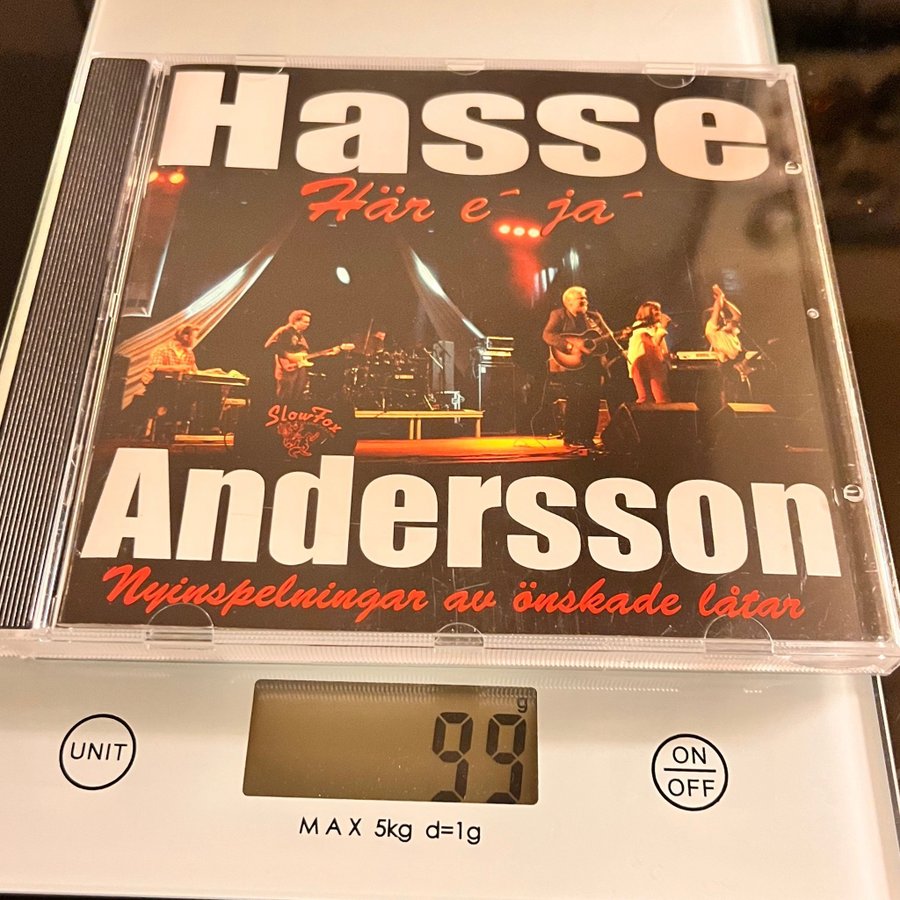 Hasse
Här e´ ja´
SlowFox
Andersson
Nyinspelningar av önskade låtar
g
99
UNIT
ON
OFF
MAX 5kg d=1g